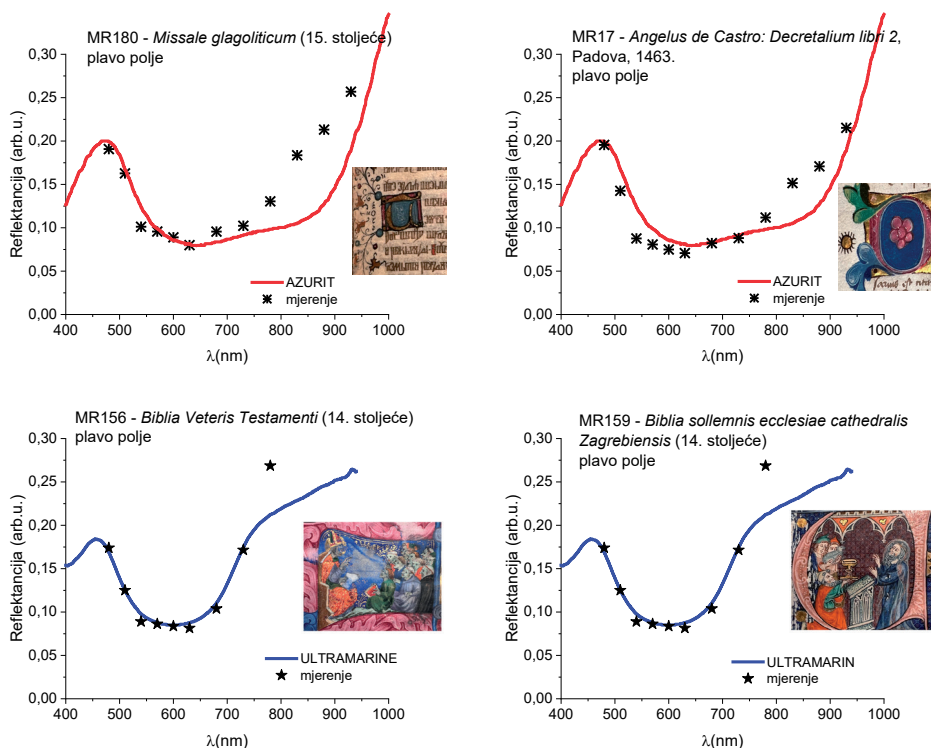 MR180 - Missale glagoliticum (15. stoljeće)
plavo polje
Reflektancija (arb.u.)
0,30
0,25
0,20
0,15
0,10
0,05
0,00
AZURIT
mjerenje
400 500 600 700 800 900 1000
λ(nm)
MR17 - Angelus de Castro: Decretalium libri 2,
Padova, 1463.
plavo polje
Reflektancija (arb.u.)
0,30
0,25
0,20
0,15
0,10
0,05
0,00
AZURIT
mjerenje
400 500 600 700 800 900 1000
λ(nm)
MR156 - Biblia Veteris Testamenti (14. stoljeće)
plavo polje
Reflektancija (arb.u.)
0,30
0,25
0,20
0,15
0,10
0,05
0,00
ULTRAMARINE
mjerenje
400 500 600 700 800 900 1000
λ(nm)
MR159 - Biblia sollemnis ecclesiae cathedralis
Zagrebiensis (14. stoljeće)
plavo polje
Reflektancija (arb.u.)
0,30
0,25
0,20
0,15
0,10
0,05
0,00
ULTRAMARIN
mjerenje
400 500 600 700 800 900 1000
λ(nm)